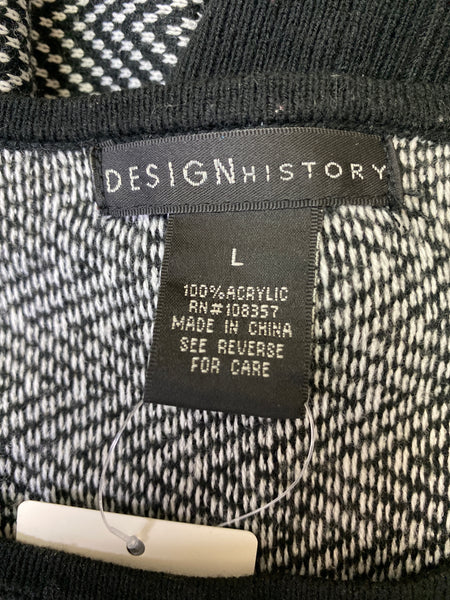 DESIGNHISTORY
L
100% ACRYLIC
RN#108357
MADE IN CHINA
SEE REVERSE
FOR CARE